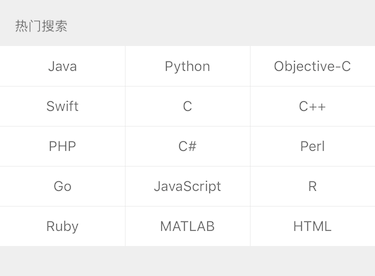 热门搜索
Java Python Objective-C
Swift C C++
PHP C# Perl
Go JavaScript R
Ruby MATLAB HTML